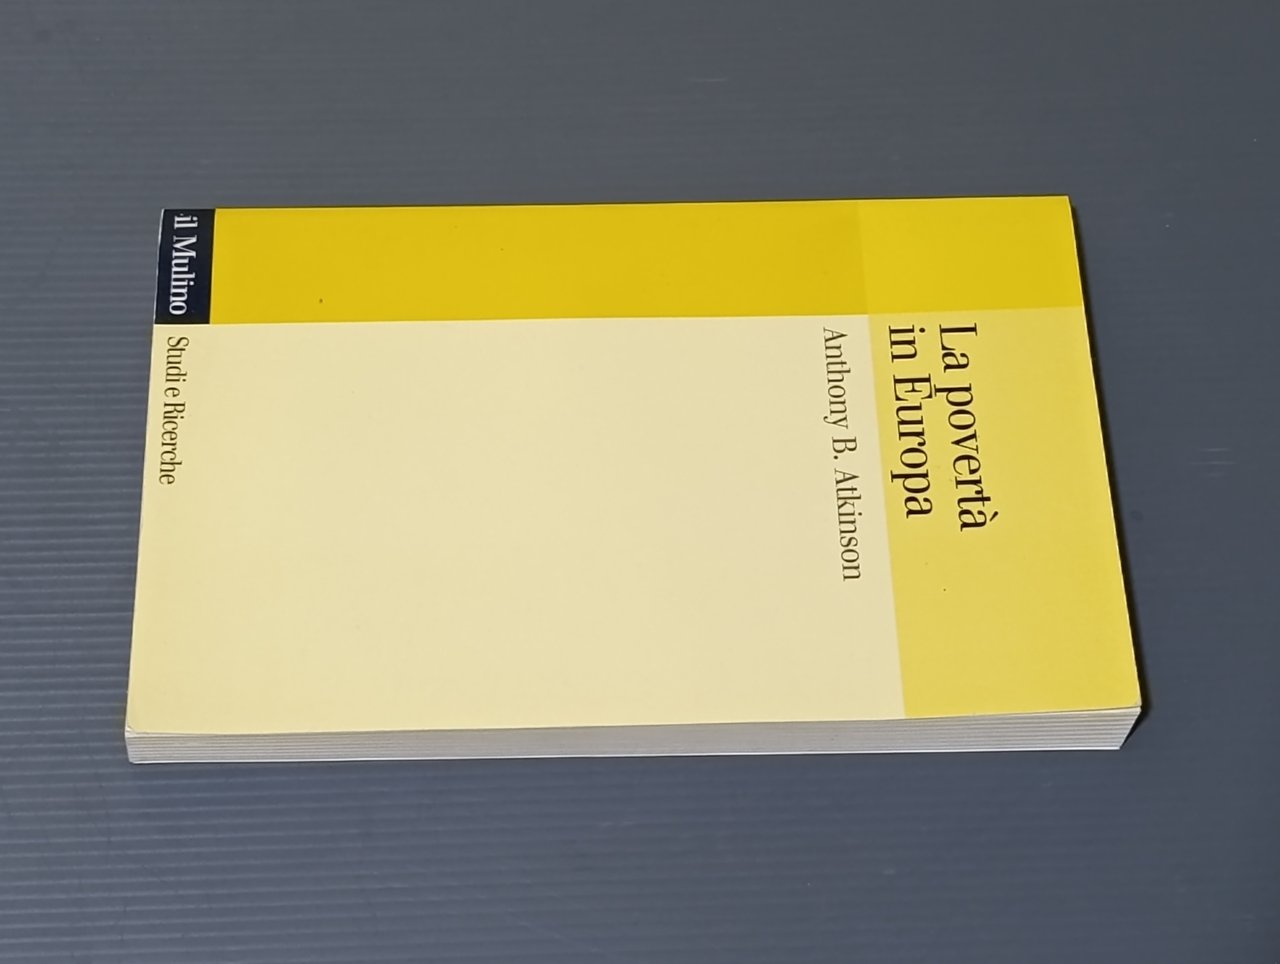 La povertà
in Europa
Anthony B. Atkinson
il Mulino
Studi e Ricerche